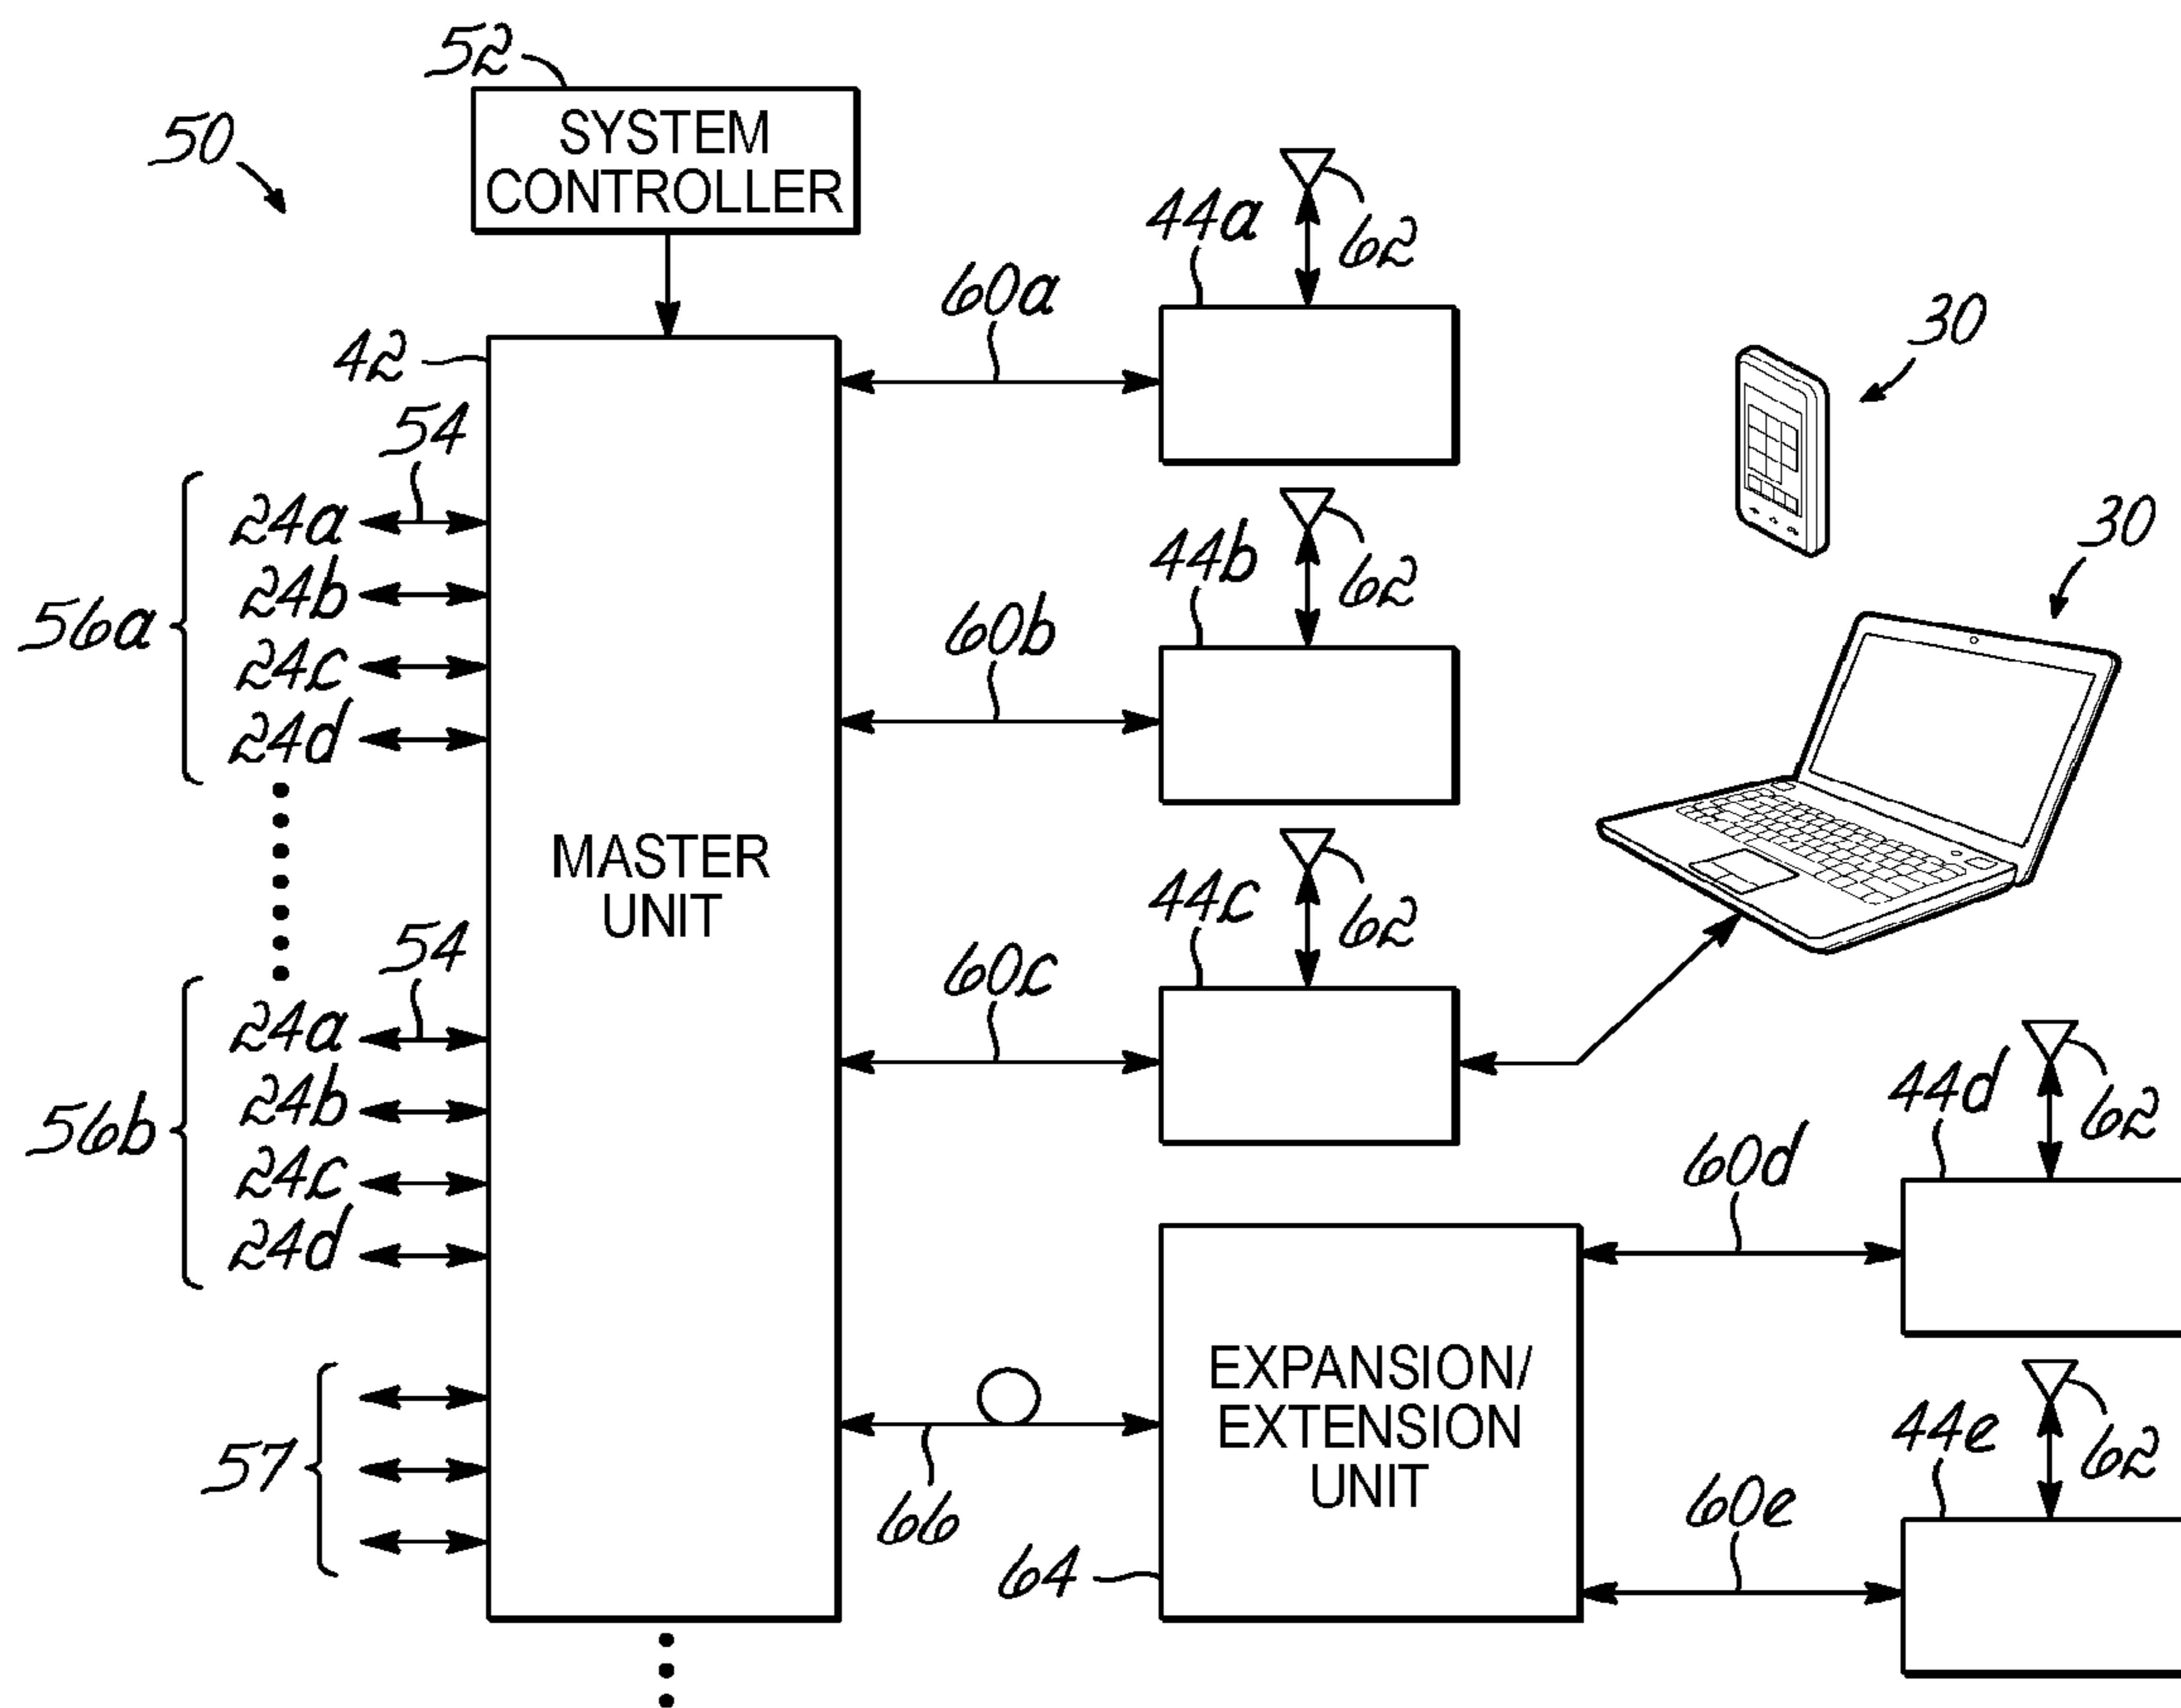 52
50
SYSTEM
CONTROLLER
44a
62
60a
30
42
54
30
24a
44b
62
24b
56a
60b
24c
24d
MASTER
UNIT
44c
62
54
60c
24a
44d
62
24b
56b
60d
24c
24d
EXPANSION/
EXTENSION
UNIT
44e
62
57
60e
66
64